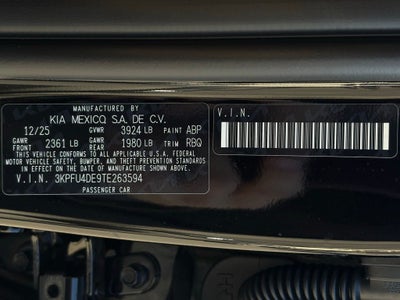 MANUFACTURED BY
KIA MEXICO, S.A. DE C.V.
12/25 GVWR 3924 LB PAINT ABP
GAWR FRONT 2361 LB GAWR REAR 1980 LB TRIM RBQ
THIS VEHICLE CONFORMS TO ALL APPLICABLE U.S. FEDERAL
MOTOR VEHICLE SAFETY, BUMPER, AND THEFT PREVENTION STANDARDS
IN EFFECT ON THE DATE OF MANUFACTURE SHOWN ABOVE.
V.I.N. 3KPFU4DE9TE263594
PASSENGER CAR
V.I.N.